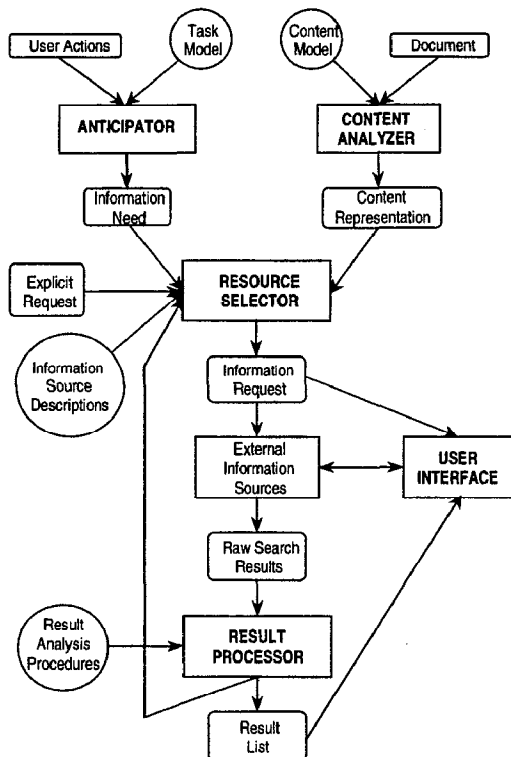 User Actions
Task
Model
Content
Model
Document
ANTICIPATOR
CONTENT
ANALYZER
Information
Need
Content
Representation
Explicit
Request
RESOURCE
SELECTOR
Information
Source
Descriptions
Information
Request
External
Information
Sources
USER
INTERFACE
Raw Search
Results
Result
Analysis
Procedures
RESULT
PROCESSOR
Result
List